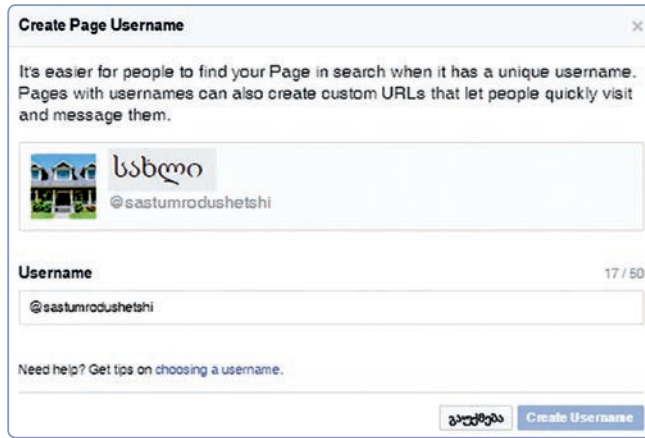 Create Page Username ×
It's easier for people to find your Page in search when it has a unique username.
Pages with usernames can also create custom URLs that let people quickly visit
and message them.
სახლი
@sastumrodushetshi
Username 17 / 50
@sastumrodushetshi
Need help? Get tips on choosing a username.
გაუქმება Create Username